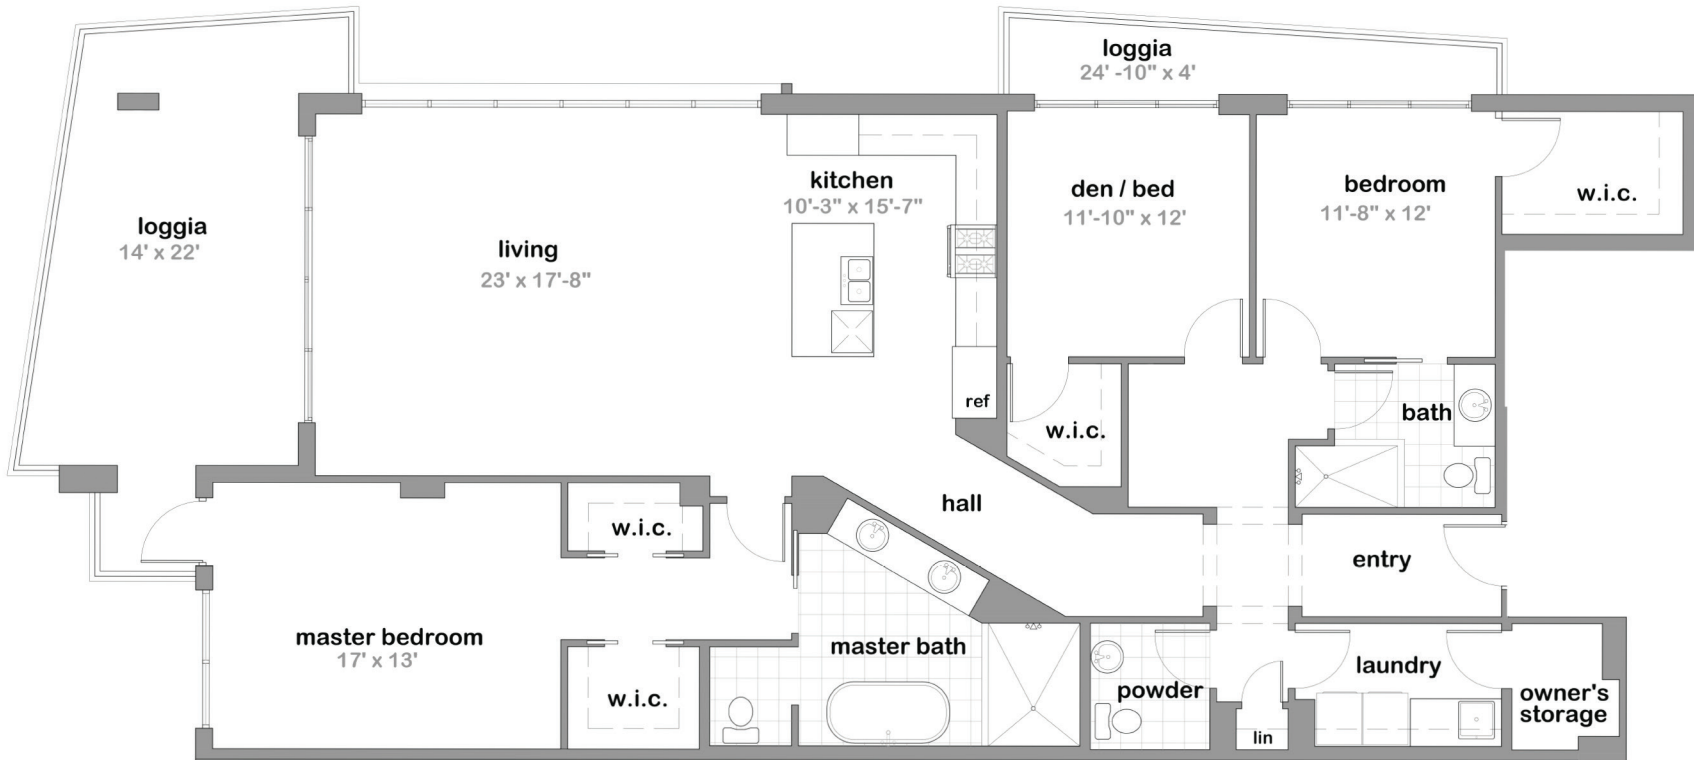 loggia
24' -10" x 4'
kitchen
10'-3" x 15'-7"
den / bed
11'-10" x 12'
bedroom
11'-8" x 12'
w.i.c.
loggia
14' x 22'
living
23' x 17'-8"
ref
w.i.c.
bath
hall
w.i.c.
entry
master bedroom
17' x 13'
master bath
w.i.c.
powder
laundry
owner's
storage
lin